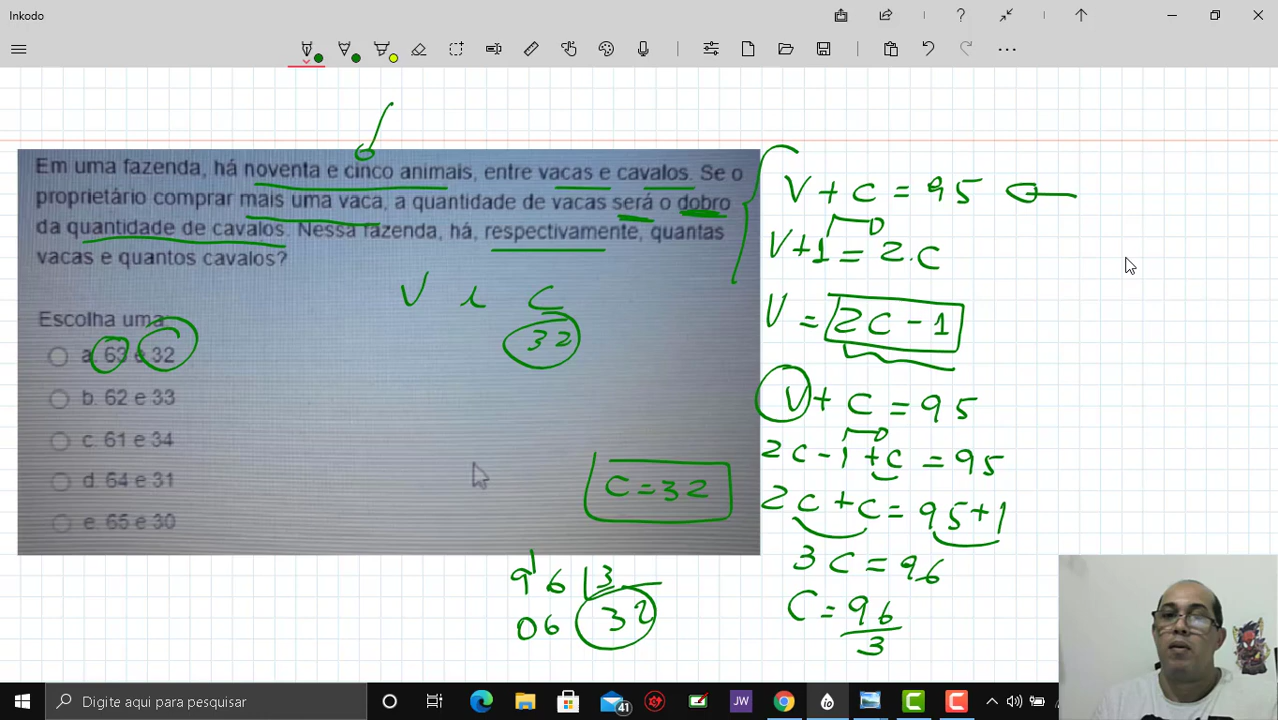 Inkodo
Em uma fazenda, há noventa e cinco animais, entre vacas e cavalos. Se o
proprietário comprar mais uma vaca, a quantidade de vacas será o dobro
da quantidade de cavalos. Nessa fazenda, há, respectivamente, quantas
vacas e quantos cavalos?
Escolha uma:
a. 63 e 32
b. 62 e 33
c. 61 e 34
d. 64 e 31
e. 65 e 30
V e C
32
C = 32
96 | 3
06 32
V + C = 95
V + 1 = 2.C
V = 2C - 1
V + C = 95
2C - 1 + C = 95
2C + C = 95 + 1
3C = 96
C = 96
3
Digite aqui para pesquisar
41
JW
io